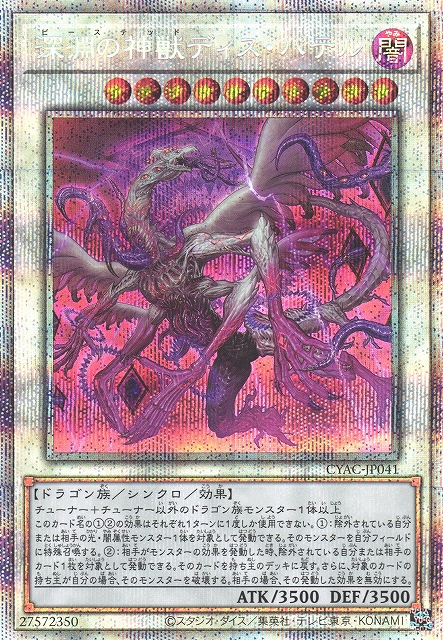 ビーステッド
深淵の神獣ディス・パテル
闇
CYAC-JP041
【ドラゴン族／シンクロ／効果】
チューナー＋チューナー以外のドラゴン族モンスター1体以上
このカード名の①②の効果はそれぞれ1ターンに1度しか使用できない。①：除外されている自分
または相手の光・闇属性モンスター1体を対象として発動できる。そのモンスターを自分フィールド
に特殊召喚する。②：相手がモンスターの効果を発動した時、除外されている自分または相手の
カード1枚を対象として発動できる。そのカードを持ち主のデッキに戻す。さらに、対象のカードの
持ち主が自分の場合、そのモンスターを破壊する。相手の場合、その発動した効果を無効にする。
ATK/3500 DEF/3500
27572350
©スタジオ・ダイス／集英社・テレビ東京・KONAMI